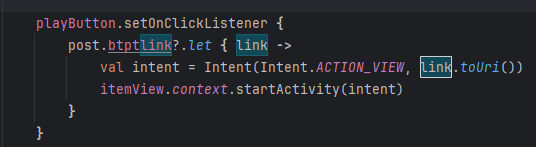 playButton.setOnClickListener {
post.btptlink?.let { link ->
val intent = Intent(Intent.ACTION_VIEW, link.toUri())
itemView.context.startActivity(intent)
}
}